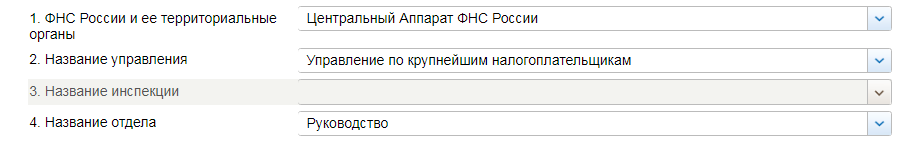 1. ФНС России и ее территориальные органы
Центральный Аппарат ФНС России
2. Название управления
Управление по крупнейшим налогоплательщикам
3. Название инспекции
4. Название отдела
Руководство